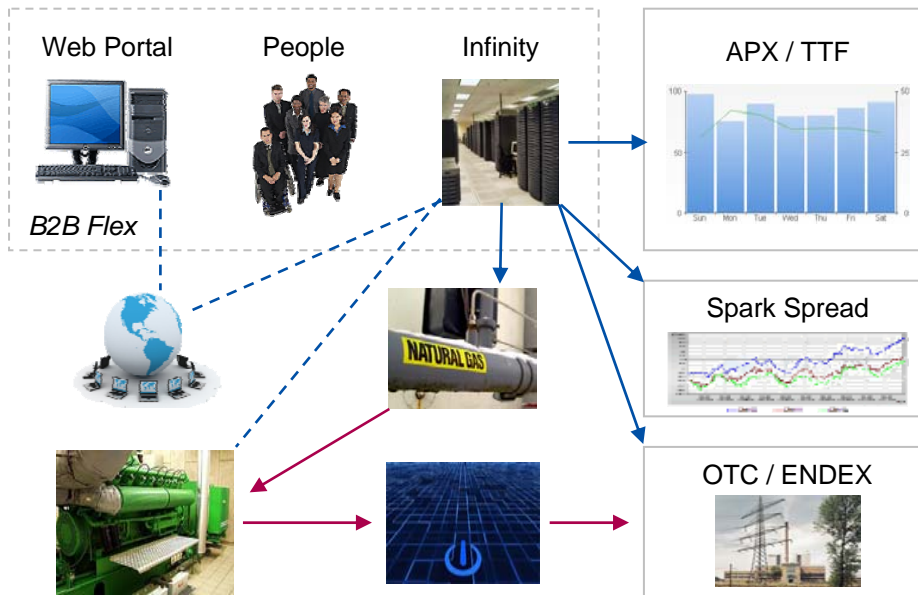 Web Portal
People
Infinity
B2B Flex
APX / TTF
100
50
0
50
25
0
Sun Mon Tue Wed Thu Fri Sat
NATURAL GAS
Spark Spread
OTC / ENDEX